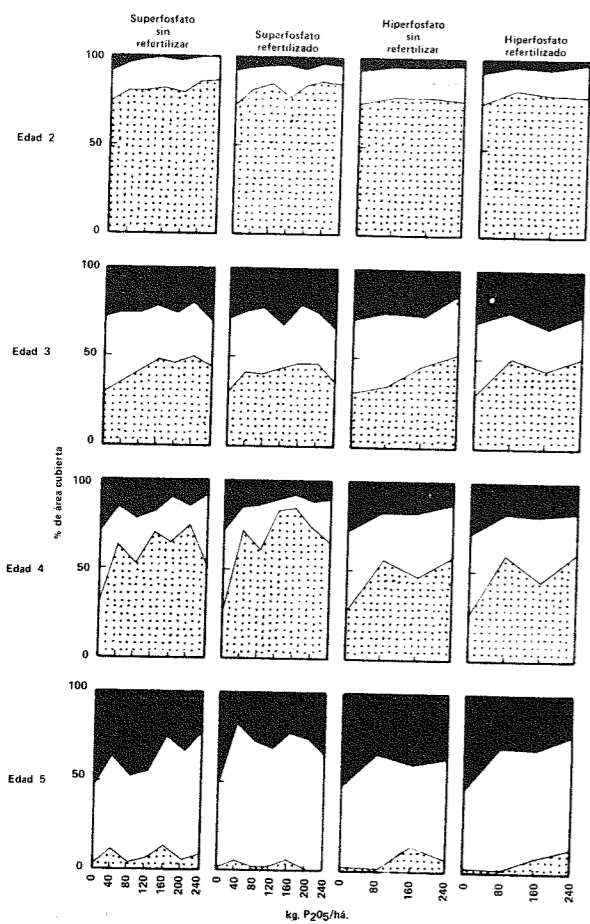 Superfosfato
sin
refertilizar
Superfosfato
refertilizado
Hiperfosfato
sin
refertilizar
Hiperfosfato
refertilizado
100
Edad 2
50
0
100
Edad 3
50
0
% de área cubierta
100
Edad 4
50
0
100
Edad 5
50
0
0 40 80 120 160 200 240
0 40 80 120 160 200 240
0 80 160 240
0 80 160 240
kg. P2O5/há.